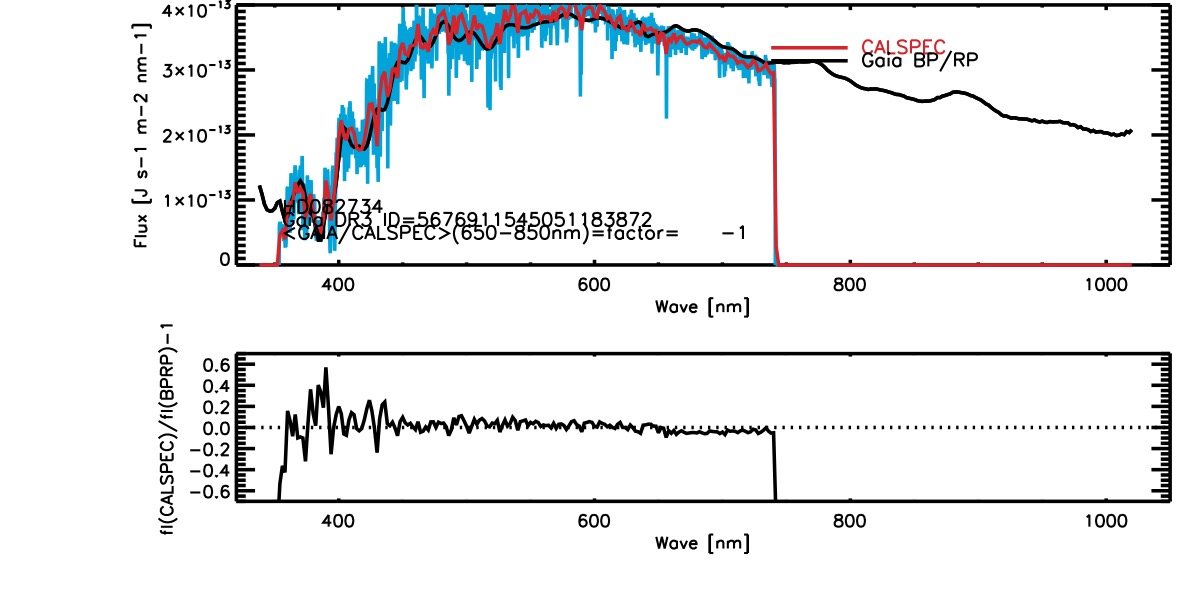 4×10−13
3×10−13
2×10−13
1×10−13
0
Flux [J s−1 m−2 nm−1]
CALSPEC
Gaia BP/RP
HD082734
Gaia DR3 ID=5676911545051183872
<GAIA/CALSPEC>(650−850nm)=factor= −1
400 600 800 1000
Wave [nm]
fl(CALSPEC)/fl(BPRP)−1
0.6
0.4
0.2
0.0
−0.2
−0.4
−0.6
400 600 800 1000
Wave [nm]